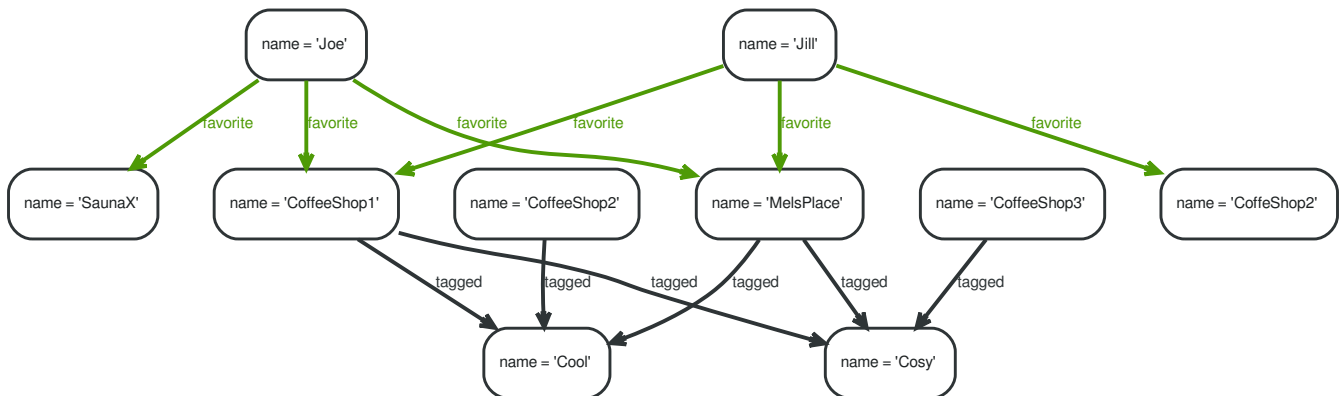 name = 'Joe'
name = 'Jill'
favorite
favorite
favorite
favorite
favorite
favorite
name = 'SaunaX'
name = 'CoffeeShop1'
name = 'CoffeeShop2'
name = 'MelsPlace'
name = 'CoffeeShop3'
name = 'CoffeShop2'
tagged
tagged
tagged
tagged
tagged
tagged
name = 'Cool'
name = 'Cosy'